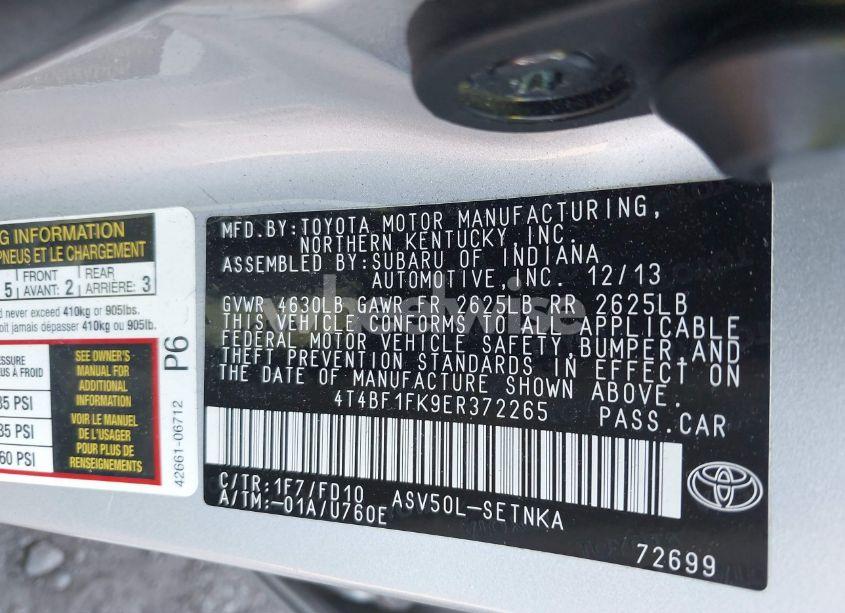 G INFORMATION
PNEUS ET LE CHARGEMENT
5 FRONT AVANT: 2 REAR ARRIÈRE: 3
d never exceed 410kg or 905lbs.
oit jamais dépasser 410kg ou 905lb.
ESSURE
US À FROID
35 PSI
35 PSI
60 PSI
SEE OWNER'S
MANUAL FOR
ADDITIONAL
INFORMATION
VOIR LE MANUEL
DE L'USAGER
POUR PLUS DE
RENSEIGNEMENTS
P6
42661-06712
MFD.BY:TOYOTA MOTOR MANUFACTURING,
NORTHERN KENTUCKY, INC.
ASSEMBLED BY:SUBARU OF INDIANA
AUTOMOTIVE,INC. 12/13
GVWR 4630LB GAWR FR 2625LB RR 2625LB
THIS VEHICLE CONFORMS TO ALL APPLICABLE
FEDERAL MOTOR VEHICLE SAFETY,BUMPER,AND
THEFT PREVENTION STANDARDS IN EFFECT ON
THE DATE OF MANUFACTURE SHOWN ABOVE.
4T4BF1FK9ER372265 PASS.CAR
C/TR:1F7/FD10 ASV50L-SETNKA
A/TM:-01A/U760E
72699